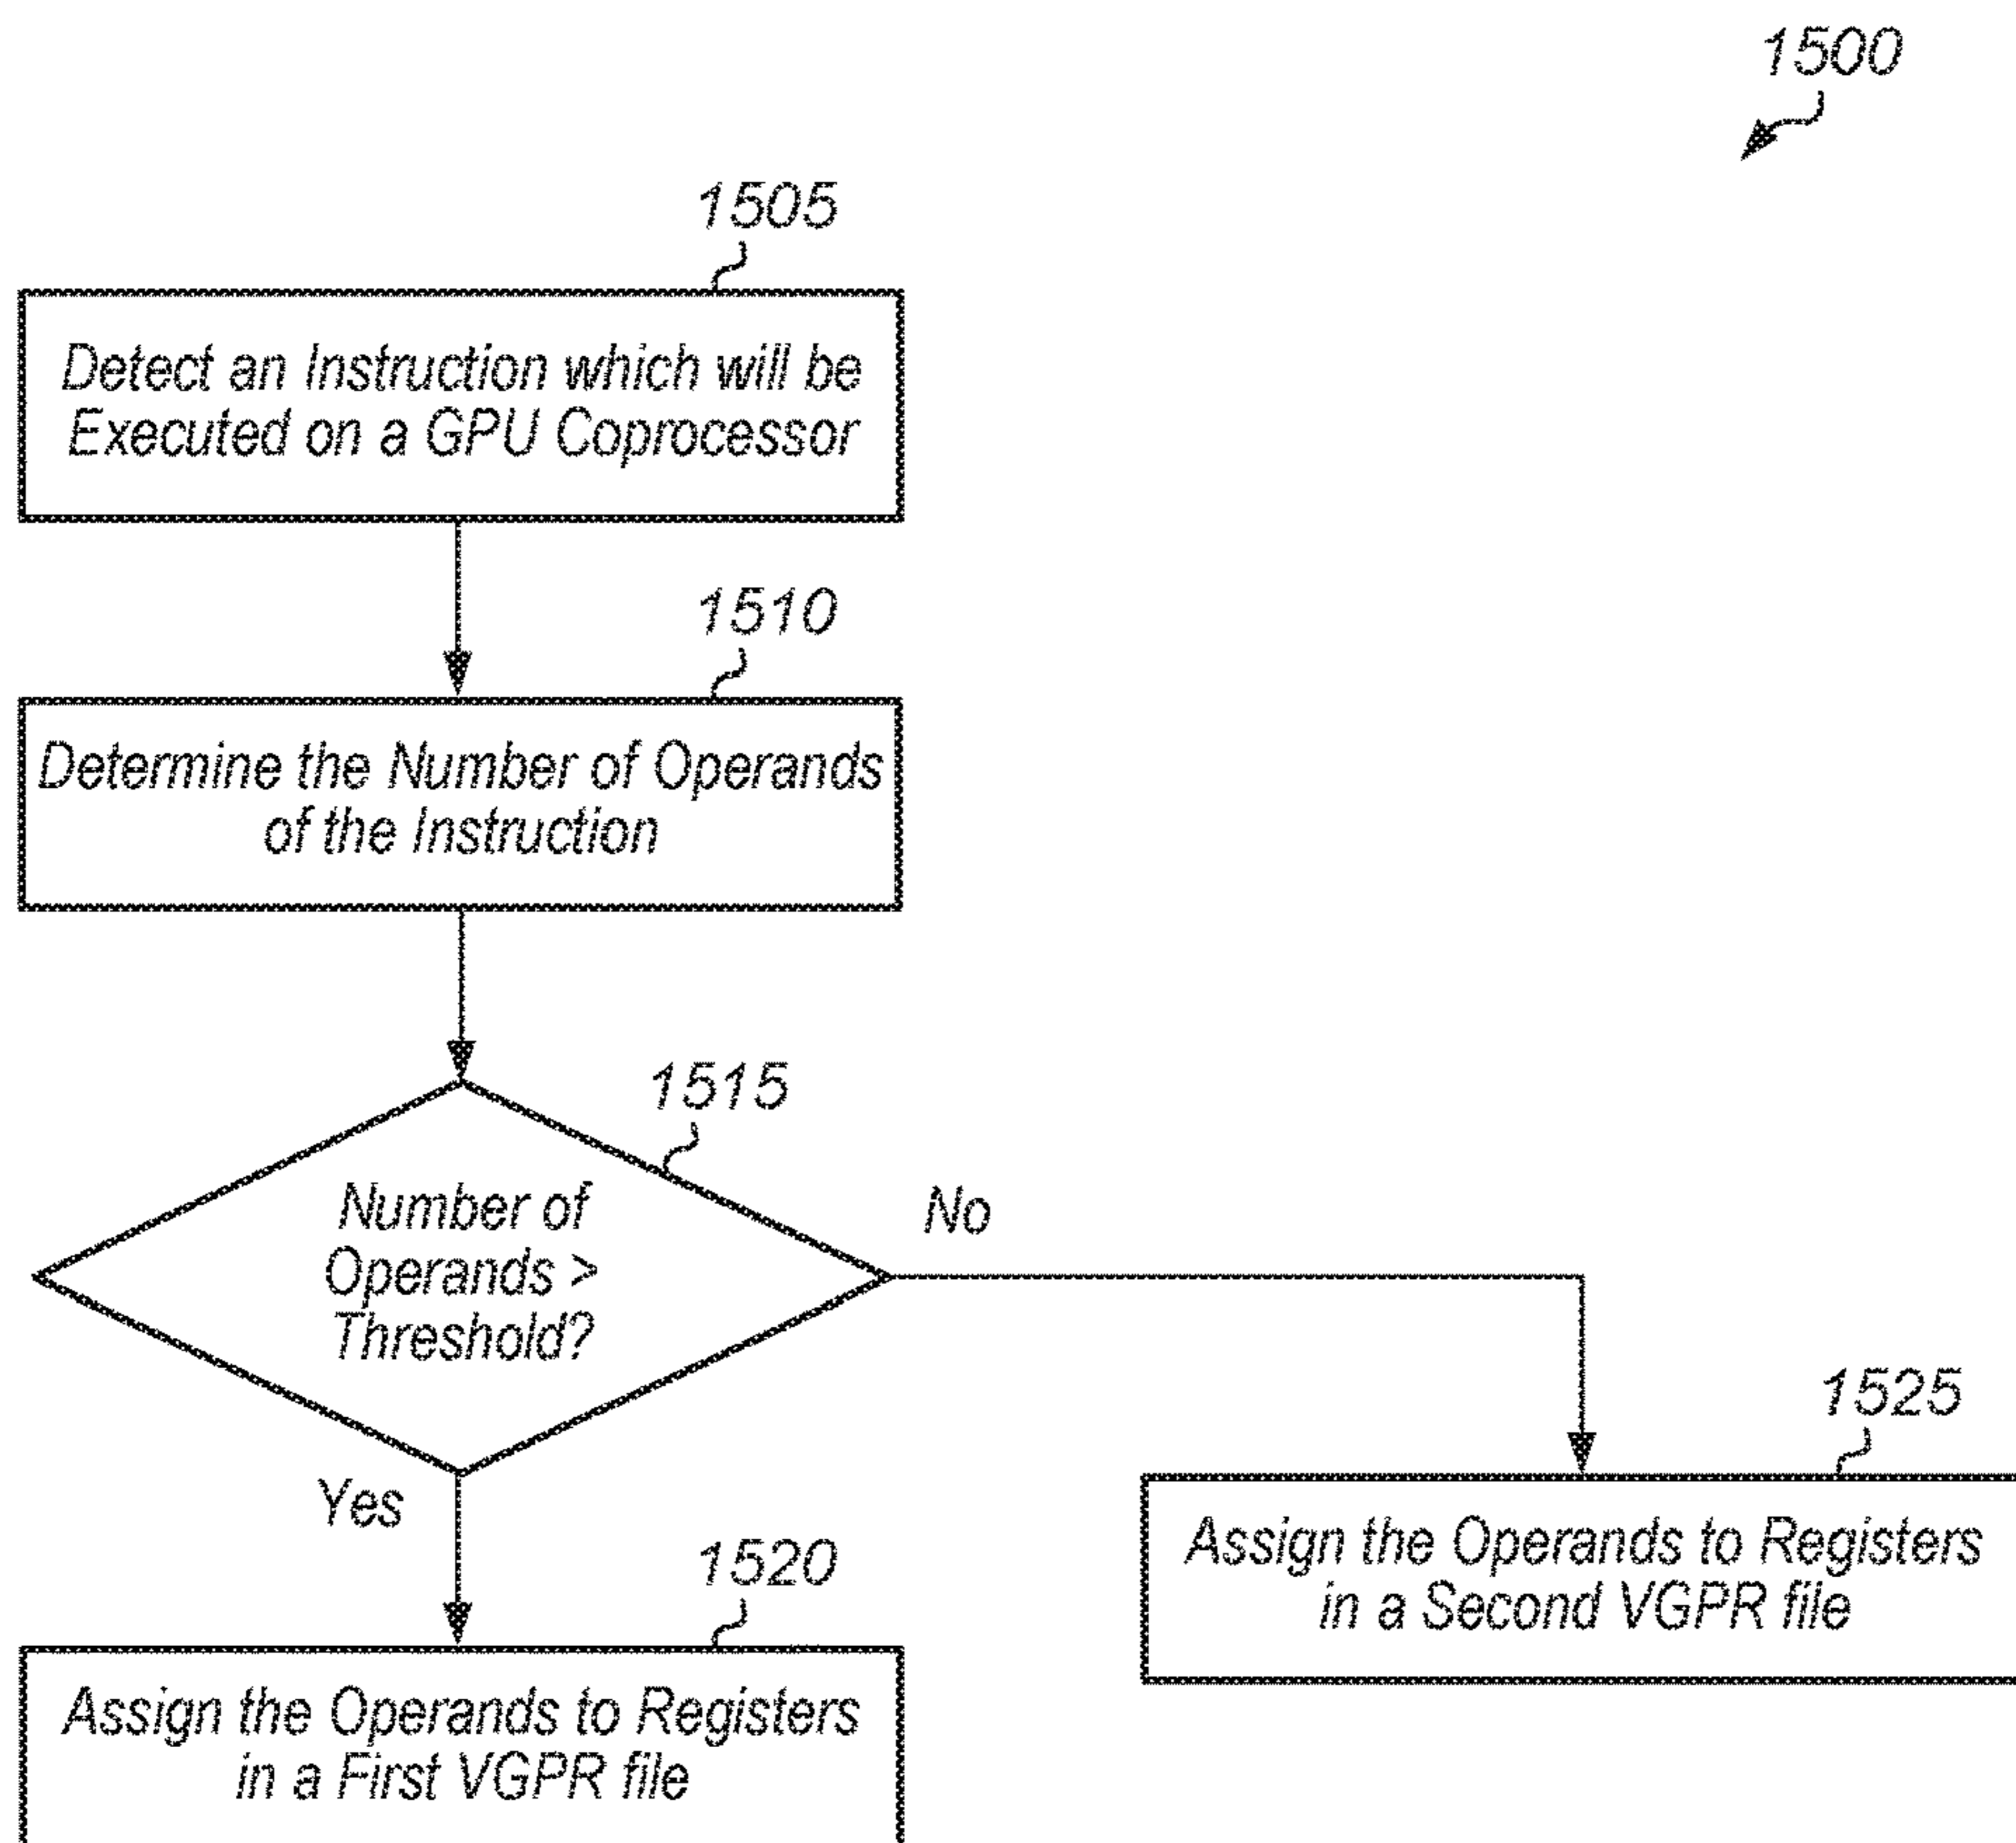 1500
1505
Detect an Instruction which will be
Executed on a GPU Coprocessor
1510
Determine the Number of Operands
of the Instruction
1515
Number of
Operands >
Threshold?
No
Yes
1525
Assign the Operands to Registers
in a Second VGPR file
1520
Assign the Operands to Registers
in a First VGPR file